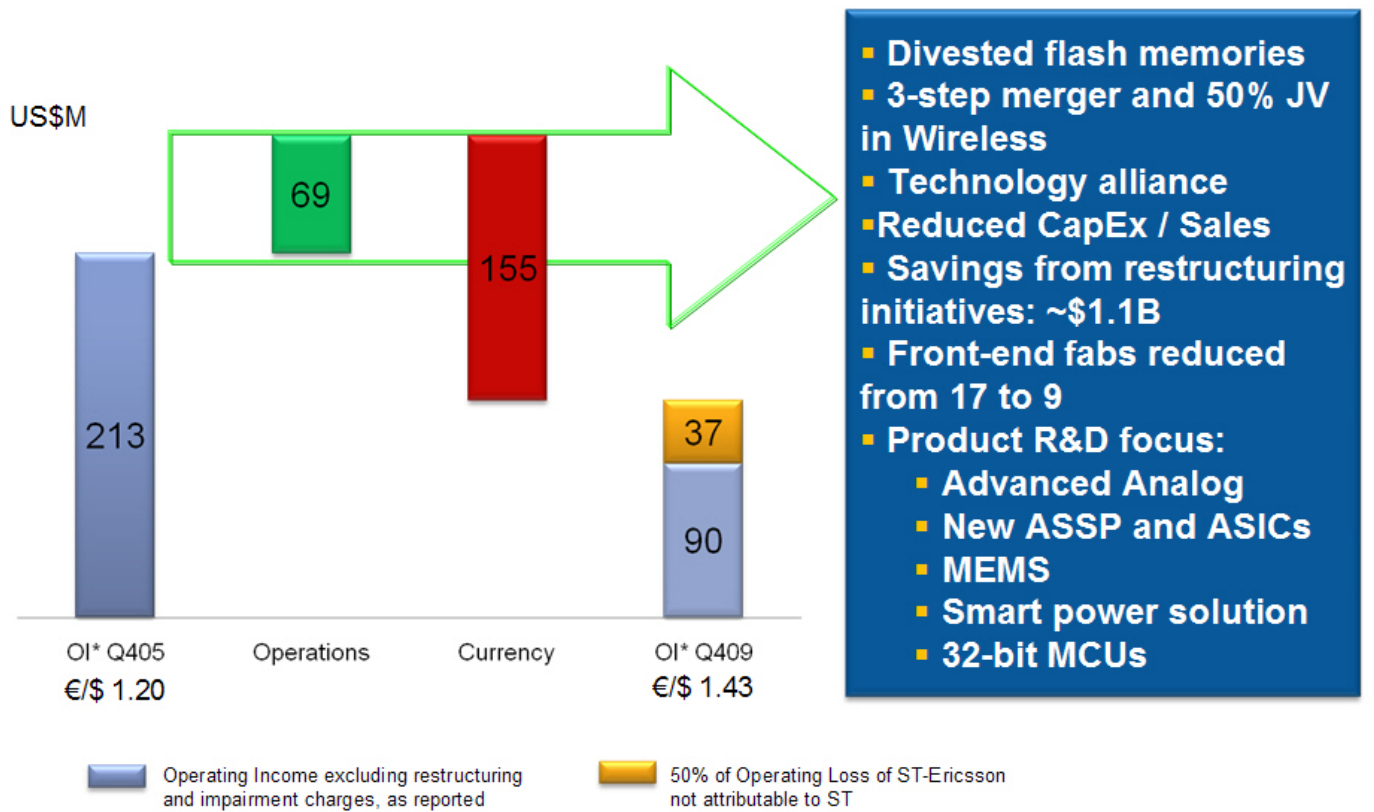 US$M
69
155
213
37
90
OI* Q405
Operations
Currency
OI* Q409
€/$ 1.20
€/$ 1.43
▪ Divested flash memories
▪ 3-step merger and 50% JV
in Wireless
▪ Technology alliance
▪Reduced CapEx / Sales
▪ Savings from restructuring
initiatives: ~$1.1B
▪ Front-end fabs reduced
from 17 to 9
▪ Product R&D focus:
▪ Advanced Analog
▪ New ASSP and ASICs
▪ MEMS
▪ Smart power solution
▪ 32-bit MCUs
Operating Income excluding restructuring
and impairment charges, as reported
50% of Operating Loss of ST-Ericsson
not attributable to ST